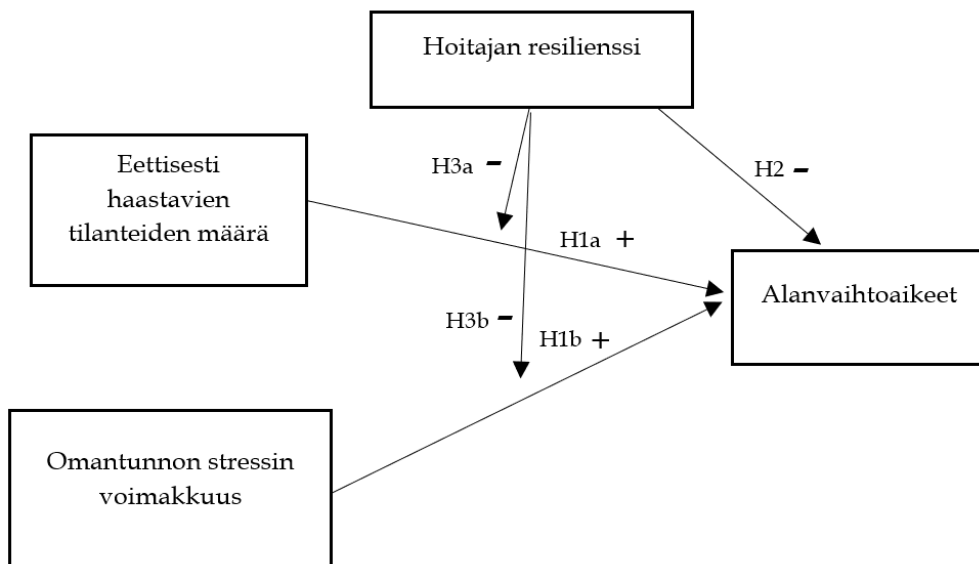 Hoitajan resilienssi
Eettisesti
haastavien
tilanteiden määrä
H3a -
H2 -
H1a +
Alanvaihtoaikeet
H3b -
H1b +
Omantunnon stressin
voimakkuus